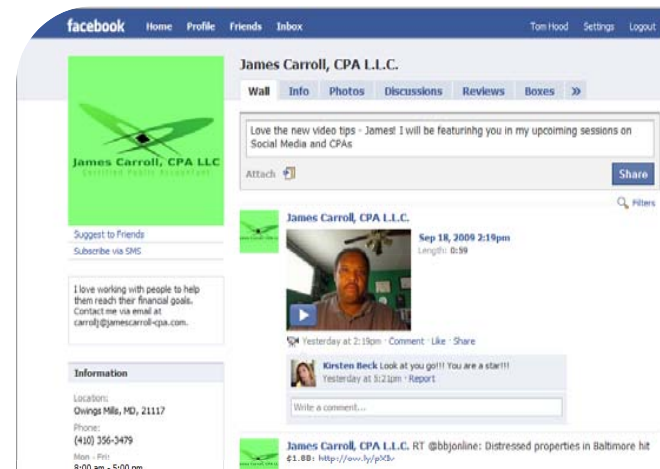 facebook Home Profile Friends Inbox Tom Hood Settings Logout
James Carroll, CPA LLC
Certified Public Accountant
Suggest to Friends
Subscribe via SMS
I love working with people to help
them reach their financial goals.
Contact me via email at
carrollj@jamescarroll-cpa.com.
Information
Location:
Owings Mills, MD, 21117
Phone:
(410) 356-3479
Mon - Fri:
8:00 am - 5:00 pm
James Carroll, CPA L.L.C.
Wall Info Photos Discussions Reviews Boxes »
Love the new video tips - James! I will be featurinhg you in my upcoiming sessions on
Social Media and CPAs
Attach
Share
Filters
James Carroll, CPA L.L.C.
Sep 18, 2009 2:19pm
Length: 0:59
Yesterday at 2:19pm · Comment · Like · Share
Kirsten Beck Look at you go!!! You are a star!!!
Yesterday at 5:21pm · Report
Write a comment...
James Carroll, CPA L.L.C. RT @bbjonline: Distressed properties in Baltimore hit
$1.8B: